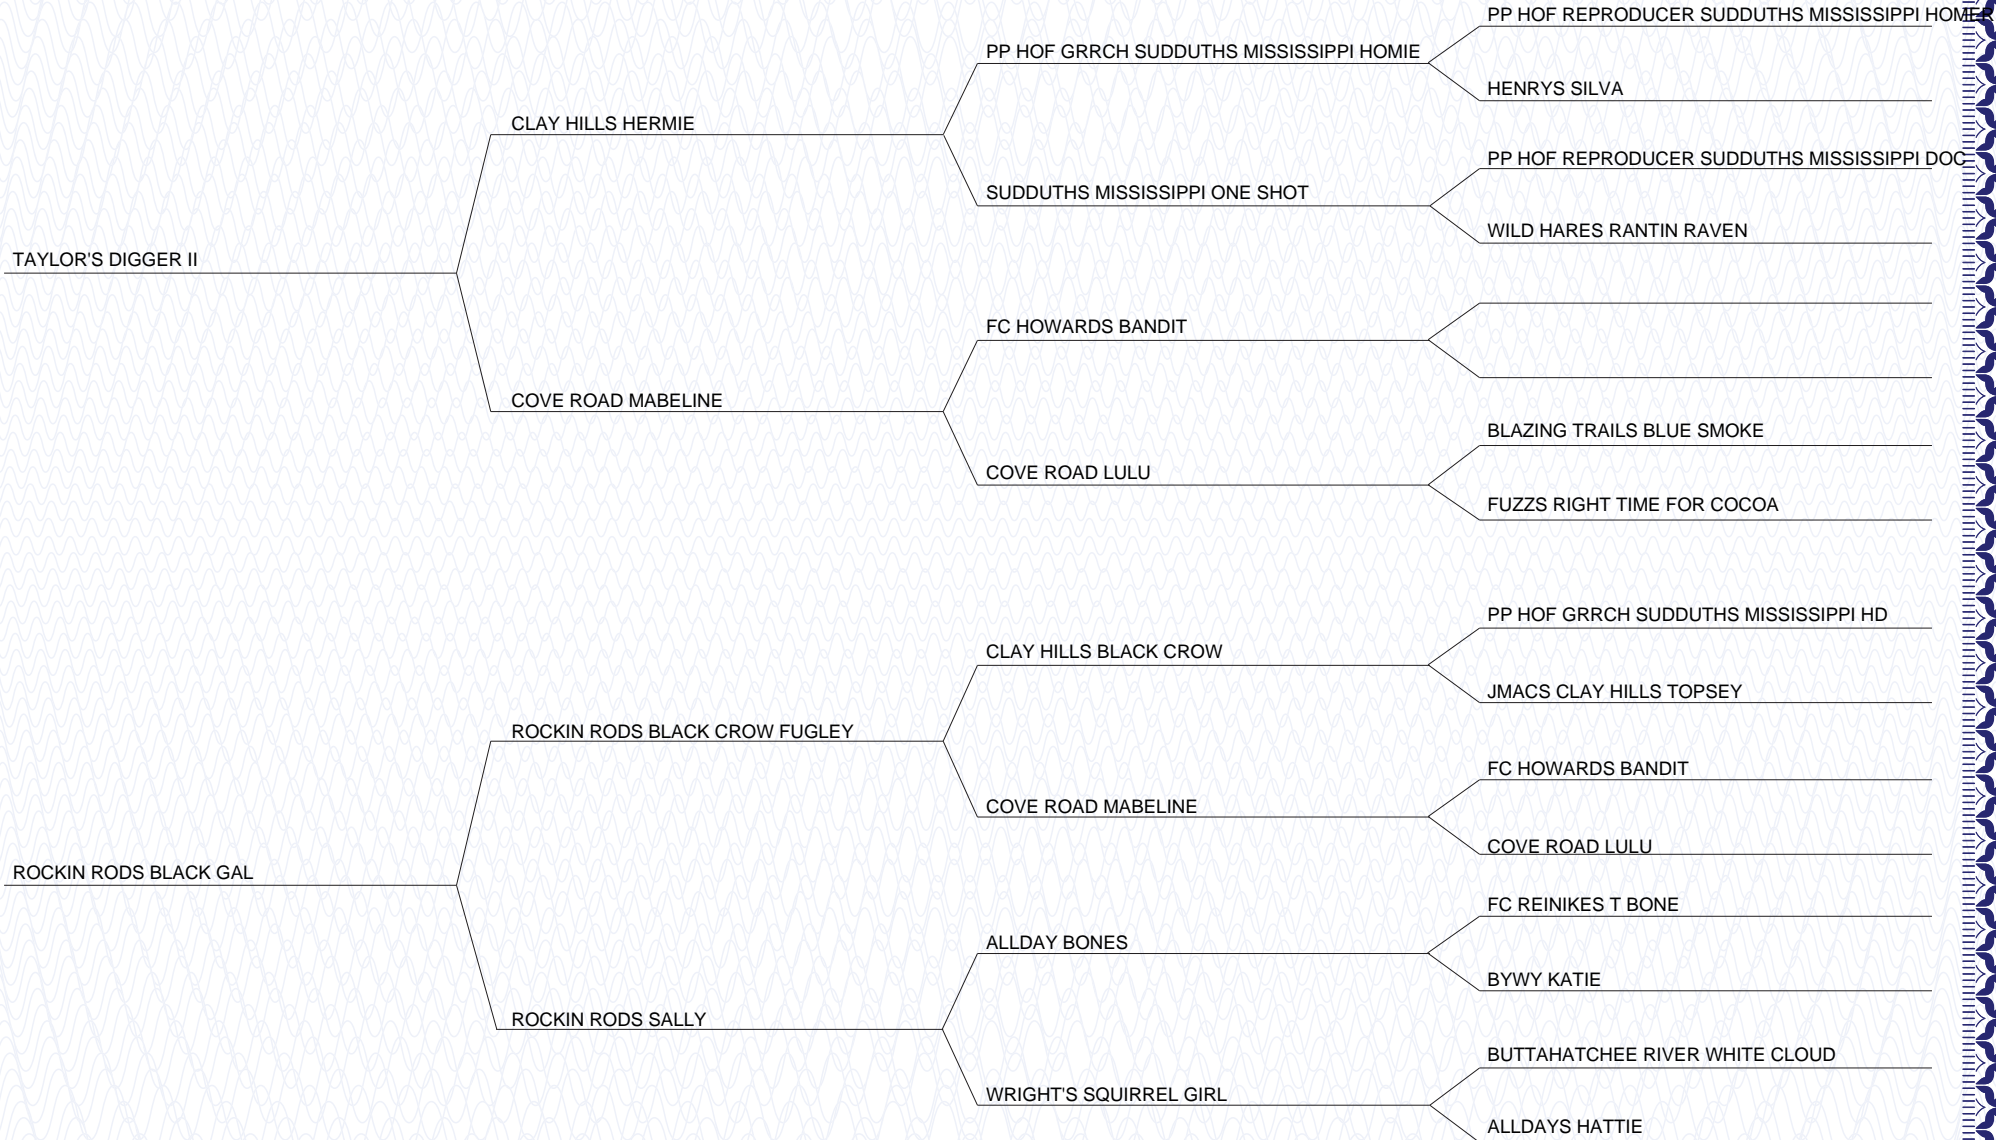 PP HOF REPRODUCER SUDDUTHS MISSISSIPPI HOMER
PP HOF GRRCH SUDDUTHS MISSISSIPPI HOMIE
HENRYS SILVA
CLAY HILLS HERMIE
PP HOF REPRODUCER SUDDUTHS MISSISSIPPI DOC
SUDDUTHS MISSISSIPPI ONE SHOT
WILD HARES RANTIN RAVEN
TAYLOR'S DIGGER II
FC HOWARDS BANDIT
COVE ROAD MABELINE
BLAZING TRAILS BLUE SMOKE
COVE ROAD LULU
FUZZS RIGHT TIME FOR COCOA
PP HOF GRRCH SUDDUTHS MISSISSIPPI HD
CLAY HILLS BLACK CROW
JMACS CLAY HILLS TOPSEY
ROCKIN RODS BLACK CROW FUGLEY
FC HOWARDS BANDIT
COVE ROAD MABELINE
COVE ROAD LULU
ROCKIN RODS BLACK GAL
FC REINIKES T BONE
ALLDAY BONES
BYWY KATIE
ROCKIN RODS SALLY
BUTTAHATCHEE RIVER WHITE CLOUD
WRIGHT'S SQUIRREL GIRL
ALLDAYS HATTIE